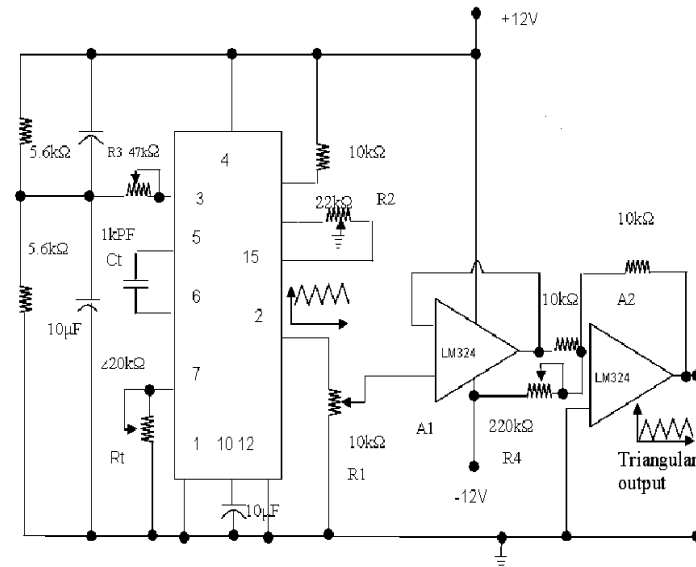 +12V
5.6kΩ
R3 47kΩ
4
10kΩ
3
22kΩ
R2
5.6kΩ
1kPF
Ct
5
15
10kΩ
6
2
10kΩ
A2
10µF
LM324
LM324
220kΩ
7
A1
220kΩ
R4
Triangular
output
Rt
1 10 12
10kΩ
R1
-12V
10µF